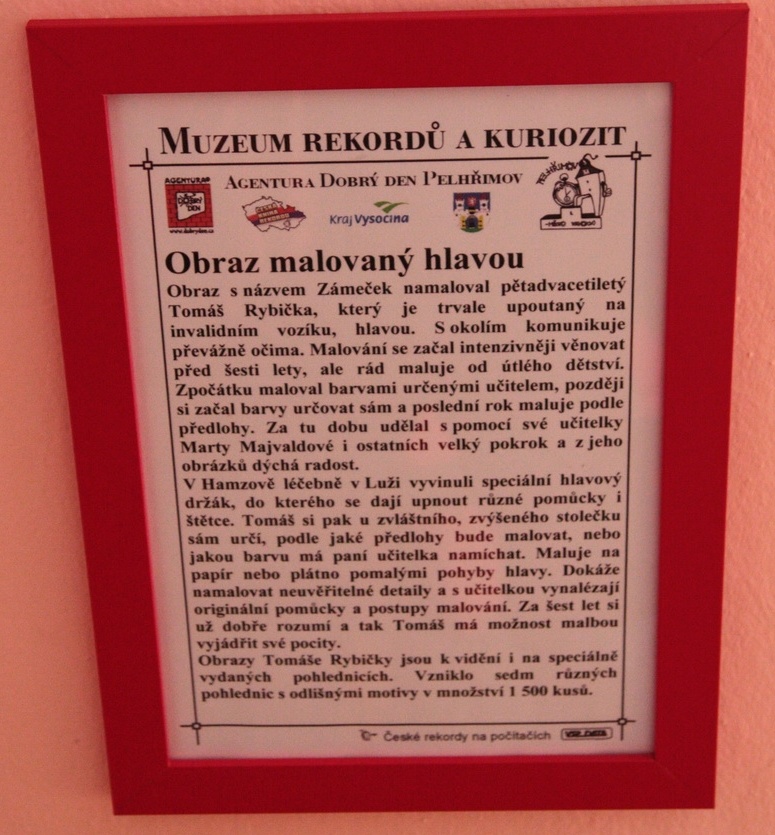 MUZEUM REKORDŮ A KURIOZIT
AGENTURA DOBRÝ DEN PELHŘIMOV
AGENTURA
DOBRÝ
DEN
www.dobryden.cz
Kraj Vysočina
PELHŘIMOV
Obraz malovaný hlavou
Obraz s názvem Zámeček namaloval pětadvacetiletý
Tomáš Rybička, který je trvale upoutaný na
invalidním vozíku, hlavou. S okolím komunikuje
převážně očima. Malování se začal intenzivněji věnovat
před šesti lety, ale rád maluje od útlého dětství.
Zpočátku maloval barvami určenými učitelem, později
si začal barvy určovat sám a poslední rok maluje podle
předlohy. Za tu dobu udělal s pomocí své učitelky
Marty Majvaldové i ostatních velký pokrok a z jeho
obrázků dýchá radost.
V Hamzově léčebně v Luži vyvinuli speciální hlavový
držák, do kterého se dají upnout různé pomůcky i
štětce. Tomáš si pak u zvláštního, zvýšeného stolečku
sám určí, podle jaké předlohy bude malovat, nebo
jakou barvu má paní učitelka namíchat. Maluje na
papír nebo plátno pomalými pohyby hlavy. Dokáže
namalovat neuvěřitelné detaily a s učitelkou vynalézají
originální pomůcky a postupy malování. Za šest let si
už dobře rozumí a tak Tomáš má možnost malbou
vyjádřit své pocity.
Obrazy Tomáše Rybičky jsou k vidění i na speciálně
vydaných pohlednicích. Vzniklo sedm různých
pohlednic s odlišnými motivy v množství 1 500 kusů.
České rekordy na počítačích